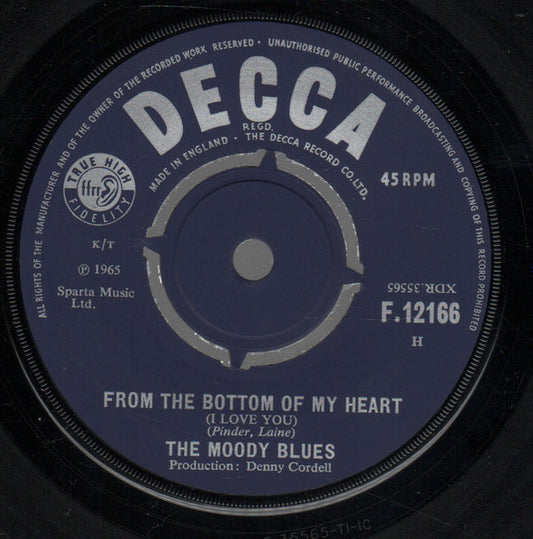 ALL RIGHTS OF THE MANUFACTURER AND OF THE OWNER OF THE RECORDED WORK RESERVED · UNAUTHORISED PUBLIC PERFORMANCE BROADCASTING AND COPYING OF THIS RECORD PROHIBITED
DECCA
REGD.
MADE IN ENGLAND · THE DECCA RECORD CO. LTD.
TRUE HIGH
ffrr
FIDELITY
45 RPM
K/T
℗ 1965
Sparta Music
Ltd.
XDR.35565
F.12166
H
FROM THE BOTTOM OF MY HEART
(I LOVE YOU)
(Pinder, Laine)
THE MOODY BLUES
Production: Denny Cordell
35565-T1-1C